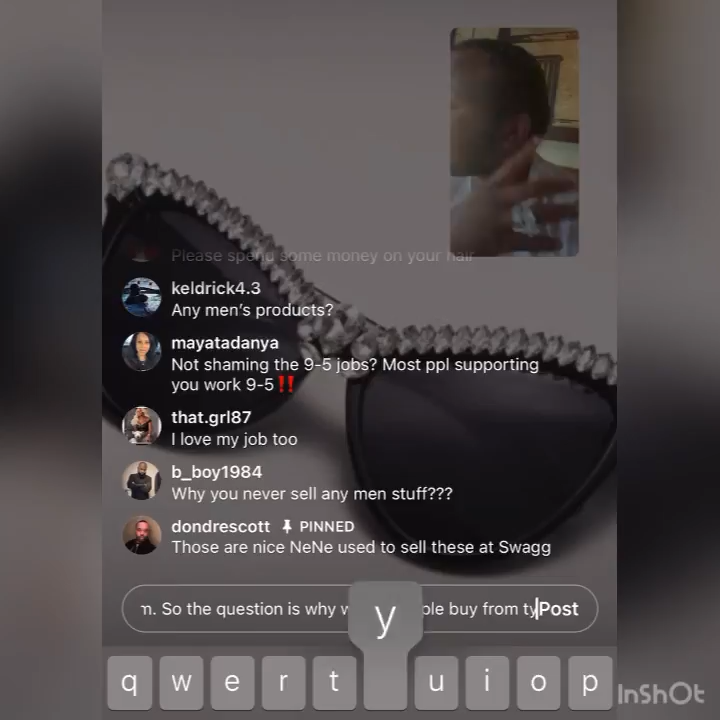 Please spend some money on your hair
keldrick4.3
Any men's products?
mayatadanya
Not shaming the 9-5 jobs? Most ppl supporting
you work 9-5‼️
that.grl87
I love my job too
b_boy1984
Why you never sell any men stuff???
dondrescott PINNED
Those are nice NeNe used to sell these at Swagg
. So the question is why buy from ty Post
y
q w e r t u i o p
InShOt